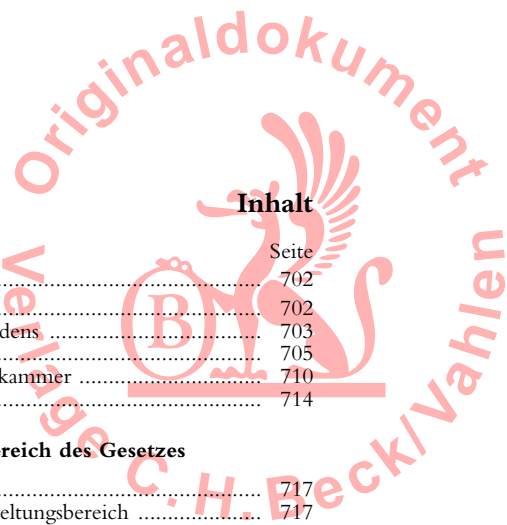 Originaldokument
Inhalt
Seite
........ 702
........ 702
dens ........ 703
........ 705
kammer ........ 710
........ 714
reich des Gesetzes
........ 717
eltungsbereich ........ 717
B
Verlage C. H. Beck/Vahlen